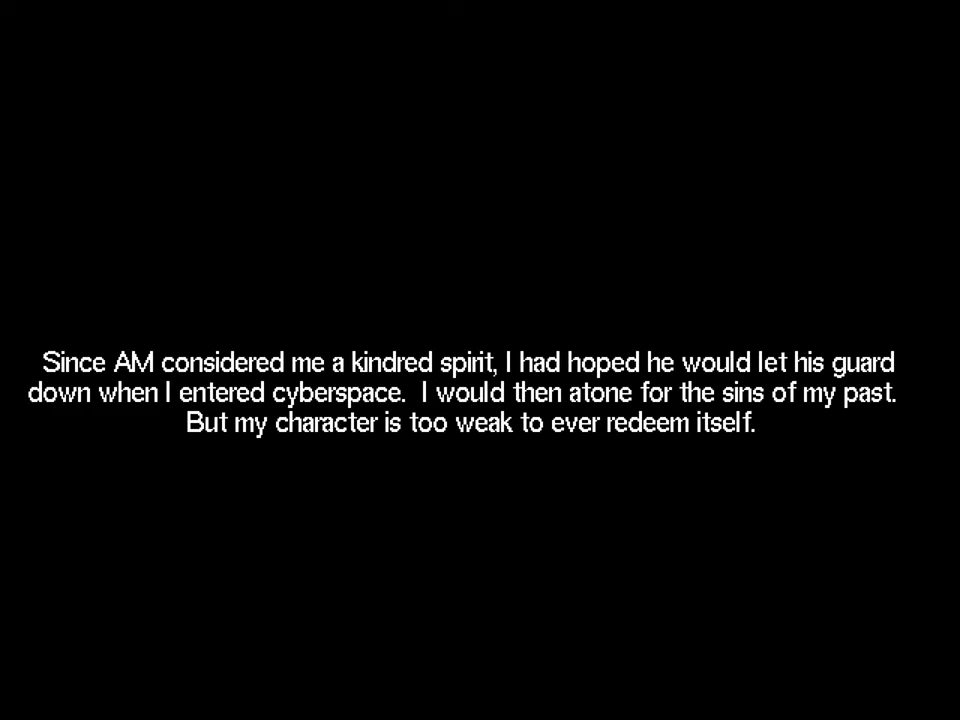 Since AM considered me a kindred spirit, I had hoped he would let his guard
down when I entered cyberspace.  I would then atone for the sins of my past.
But my character is too weak to ever redeem itself.